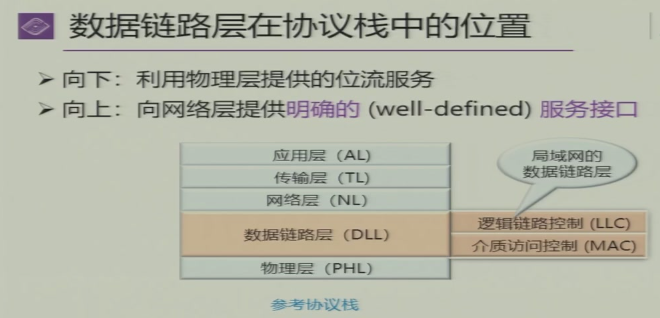 数据链路层在协议栈中的位置
➢ 向下：利用物理层提供的位流服务
➢ 向上：向网络层提供明确的 (well-defined) 服务接口
应用层（AL）
传输层（TL）
网络层（NL）
数据链路层（DLL）
物理层（PHL）
局域网的
数据链路层
逻辑链路控制 (LLC)
介质访问控制 (MAC)
参考协议栈